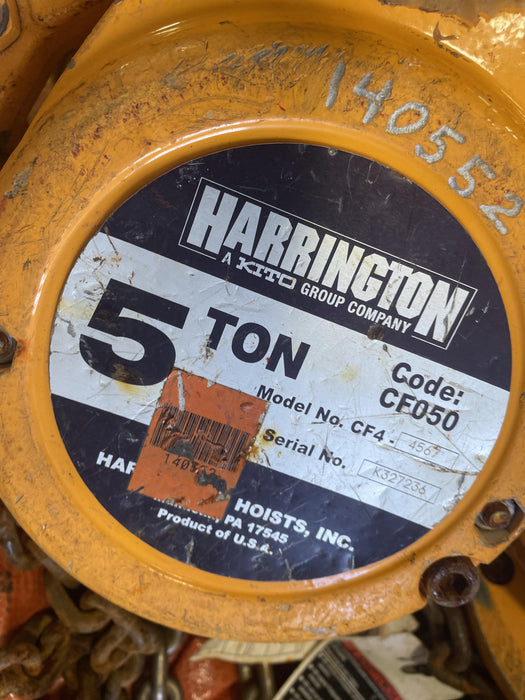 140552
HARRINGTON
A KITO GROUP COMPANY
5 TON
Code:
CF050
Model No. CF4 - 4567
Serial No. K327236
HOISTS, INC.
PA 17545
Product of U.S.A.